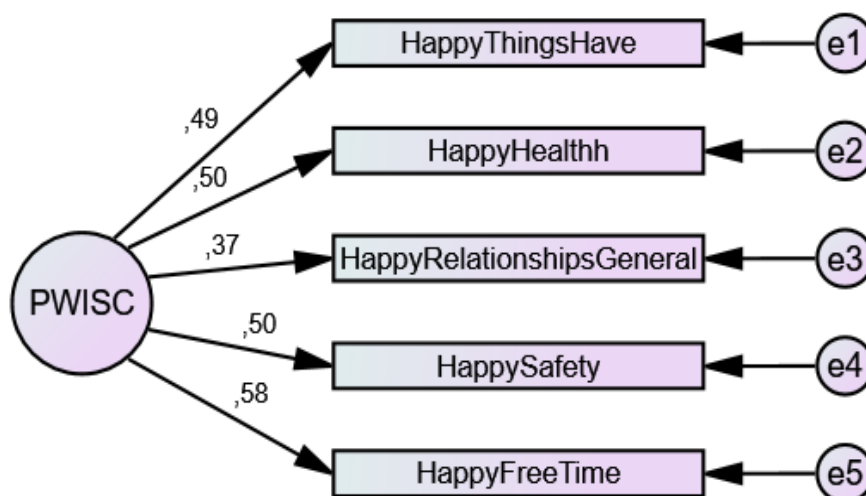 HappyThingsHave
e1
,49
HappyHealthh
e2
,50
,37
HappyRelationshipsGeneral
e3
PWISC
,50
HappySafety
e4
,58
HappyFreeTime
e5